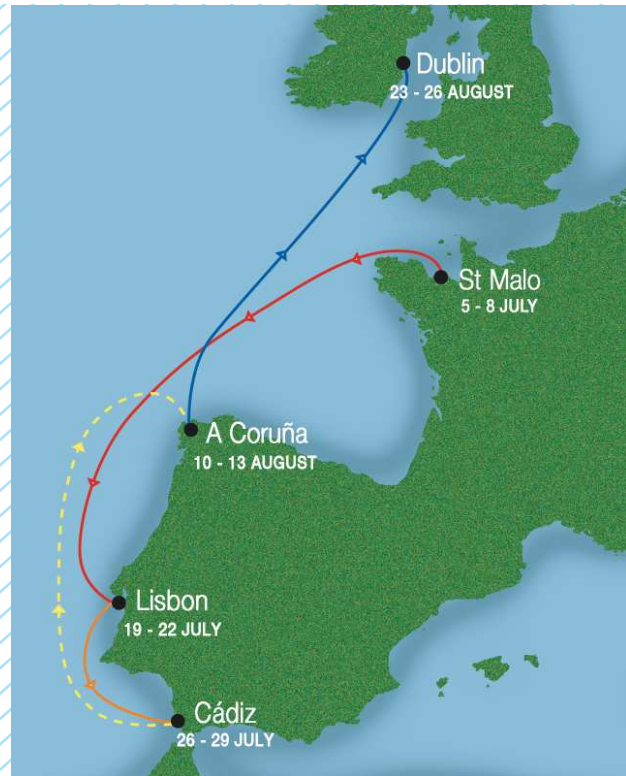 Dublin
23 - 26 AUGUST
St Malo
5 - 8 JULY
A Coruña
10 - 13 AUGUST
Lisbon
19 - 22 JULY
Cádiz
26 - 29 JULY